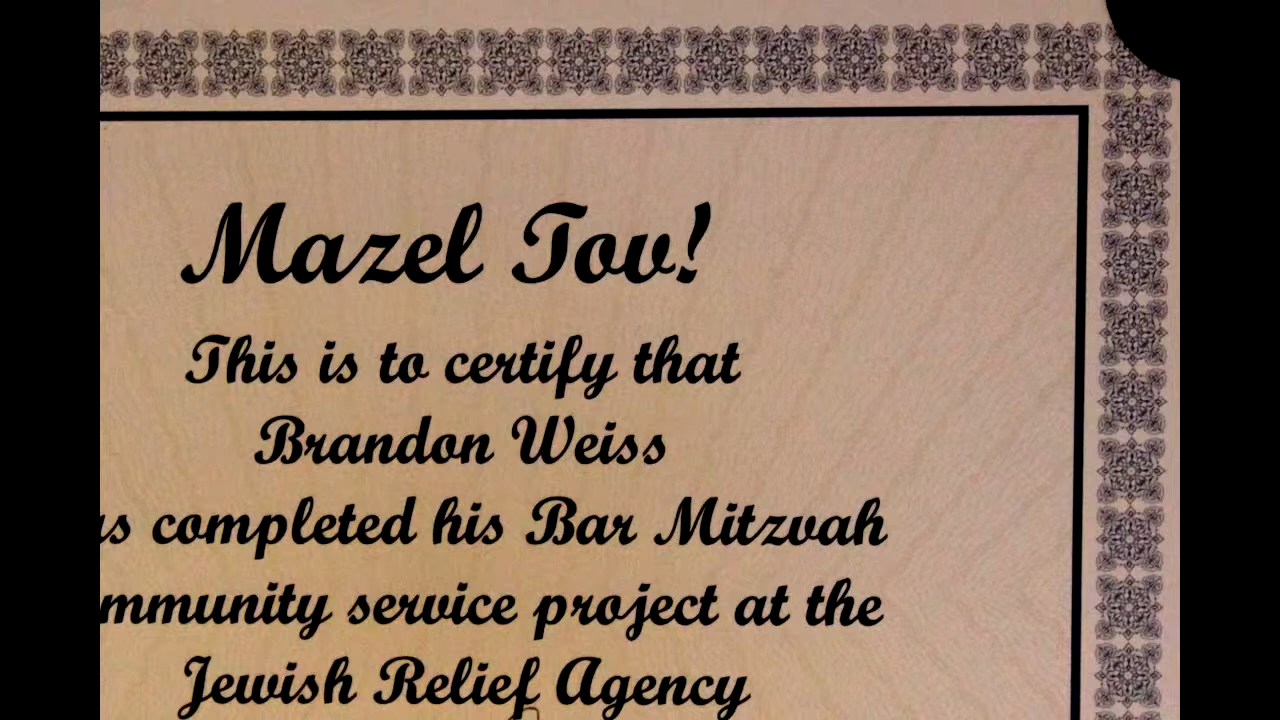 Mazel Tov!
This is to certify that
Brandon Weiss
completed his Bar Mitzvah
service project at the
Jewish Relief Agency